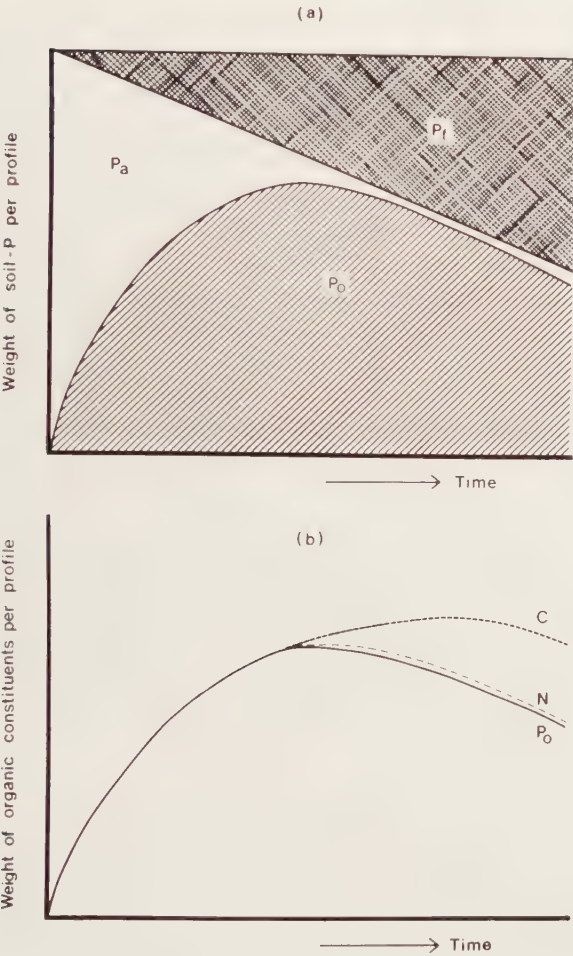 (a)
Weight of soil-P per profile
Pf
Pa
Po
Time
(b)
Weight of organic constituents per profile
C
N
Po
Time